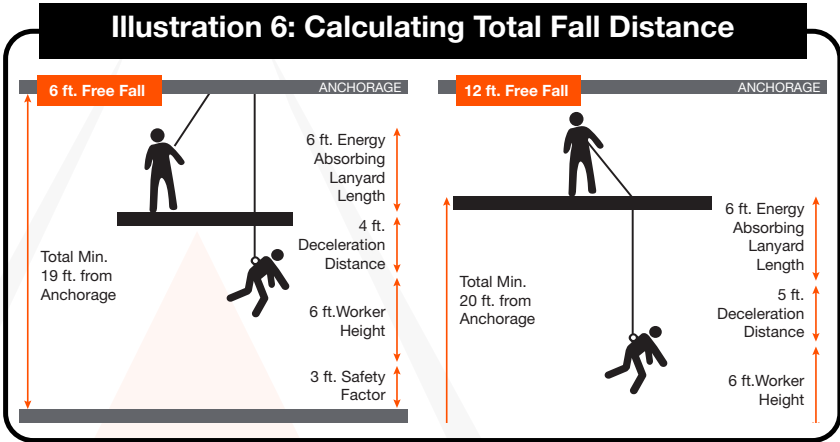 Illustration 6: Calculating Total Fall Distance
6 ft. Free Fall
ANCHORAGE
6 ft. Energy
Absorbing
Lanyard
Length
4 ft.
Deceleration
Distance
Total Min.
19 ft. from
Anchorage
6 ft.Worker
Height
3 ft. Safety
Factor
12 ft. Free Fall
ANCHORAGE
6 ft. Energy
Absorbing
Lanyard
Length
Total Min.
20 ft. from
Anchorage
5 ft.
Deceleration
Distance
6 ft.Worker
Height